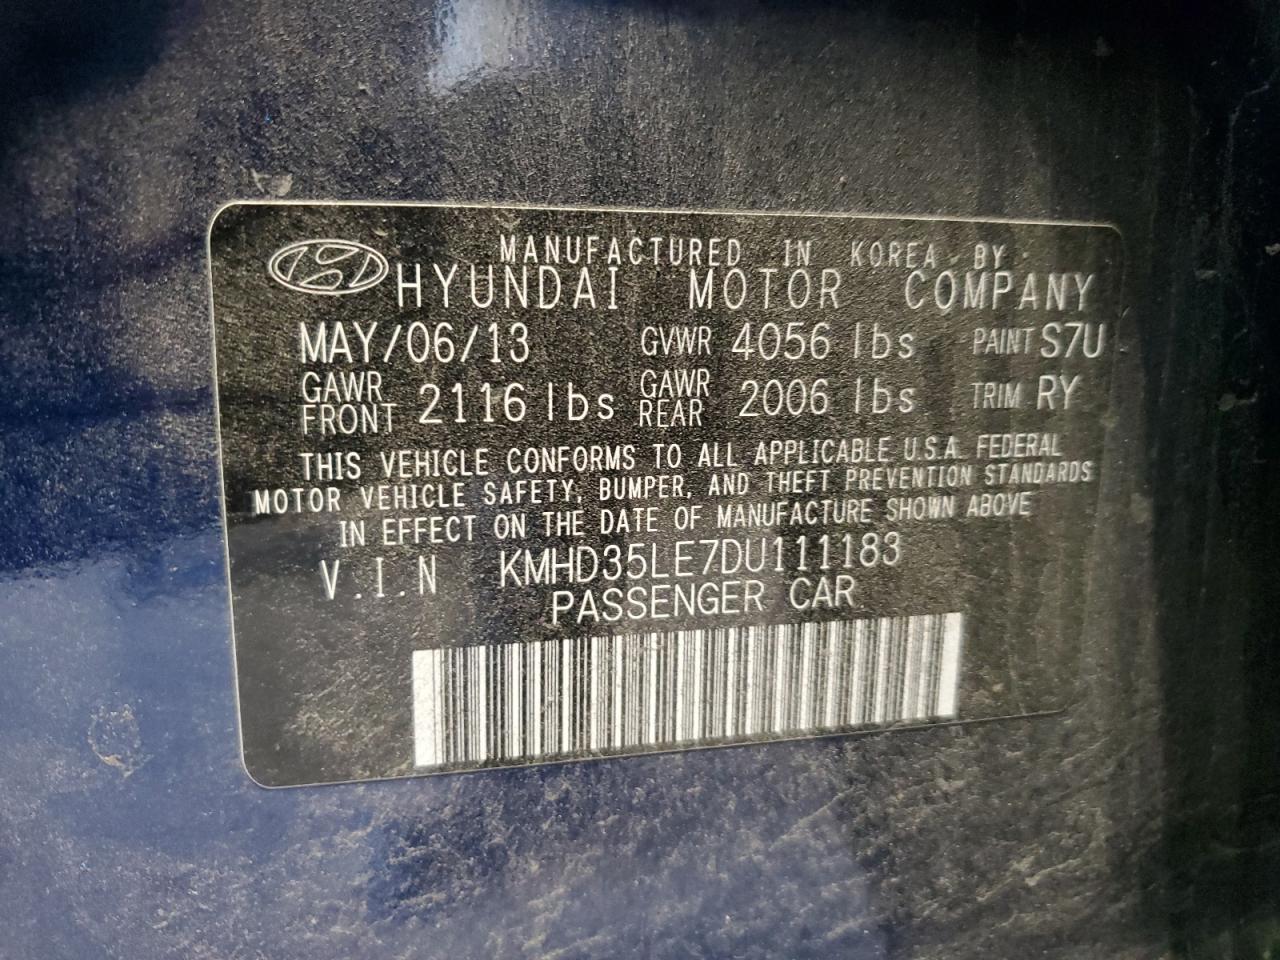 MANUFACTURED IN KOREA BY
HYUNDAI MOTOR COMPANY
MAY/06/13 GVWR 4056 lbs PAINT S7U
GAWR FRONT 2116 lbs GAWR REAR 2006 lbs TRIM RY
THIS VEHICLE CONFORMS TO ALL APPLICABLE U.S.A. FEDERAL
MOTOR VEHICLE SAFETY, BUMPER, AND THEFT PREVENTION STANDARDS
IN EFFECT ON THE DATE OF MANUFACTURE SHOWN ABOVE
V.I.N KMHD35LE7DU111183
PASSENGER CAR